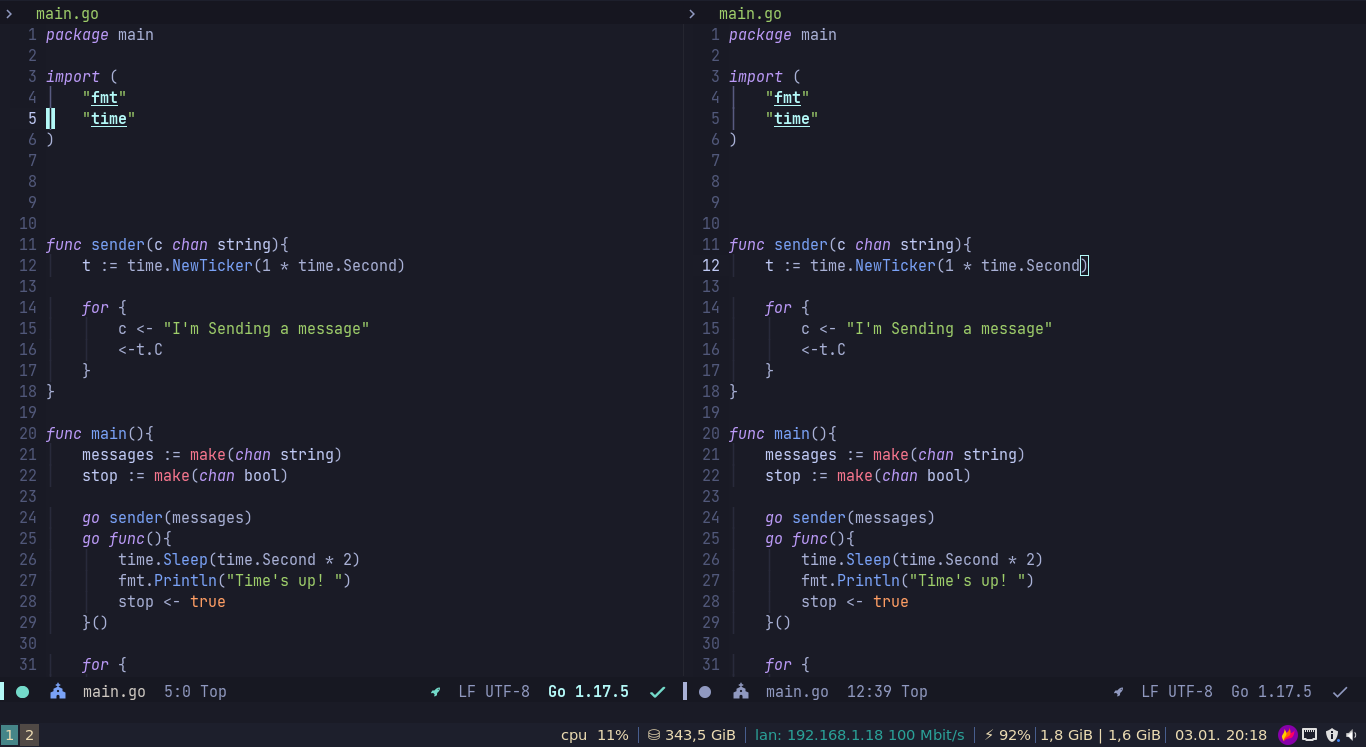 main.go
1 package main
2
3 import (
4     "fmt"
5     "time"
6 )
7
8
9
10
11 func sender(c chan string){
12     t := time.NewTicker(1 * time.Second)
13
14     for {
15         c <- "I'm Sending a message"
16         <-t.C
17     }
18 }
19
20 func main(){
21     messages := make(chan string)
22     stop := make(chan bool)
23
24     go sender(messages)
25     go func(){
26         time.Sleep(time.Second * 2)
27         fmt.Println("Time's up! ")
28         stop <- true
29     }()
30
31     for {
main.go 5:0 Top LF UTF-8 Go 1.17.5
main.go
1 package main
2
3 import (
4     "fmt"
5     "time"
6 )
7
8
9
10
11 func sender(c chan string){
12     t := time.NewTicker(1 * time.Second)
13
14     for {
15         c <- "I'm Sending a message"
16         <-t.C
17     }
18 }
19
20 func main(){
21     messages := make(chan string)
22     stop := make(chan bool)
23
24     go sender(messages)
25     go func(){
26         time.Sleep(time.Second * 2)
27         fmt.Println("Time's up! ")
28         stop <- true
29     }()
30
31     for {
main.go 12:39 Top LF UTF-8 Go 1.17.5
1 2 cpu 11% | 343,5 GiB | lan: 192.168.1.18 100 Mbit/s | ⚡ 92% | 1,8 GiB | 1,6 GiB | 03.01. 20:18